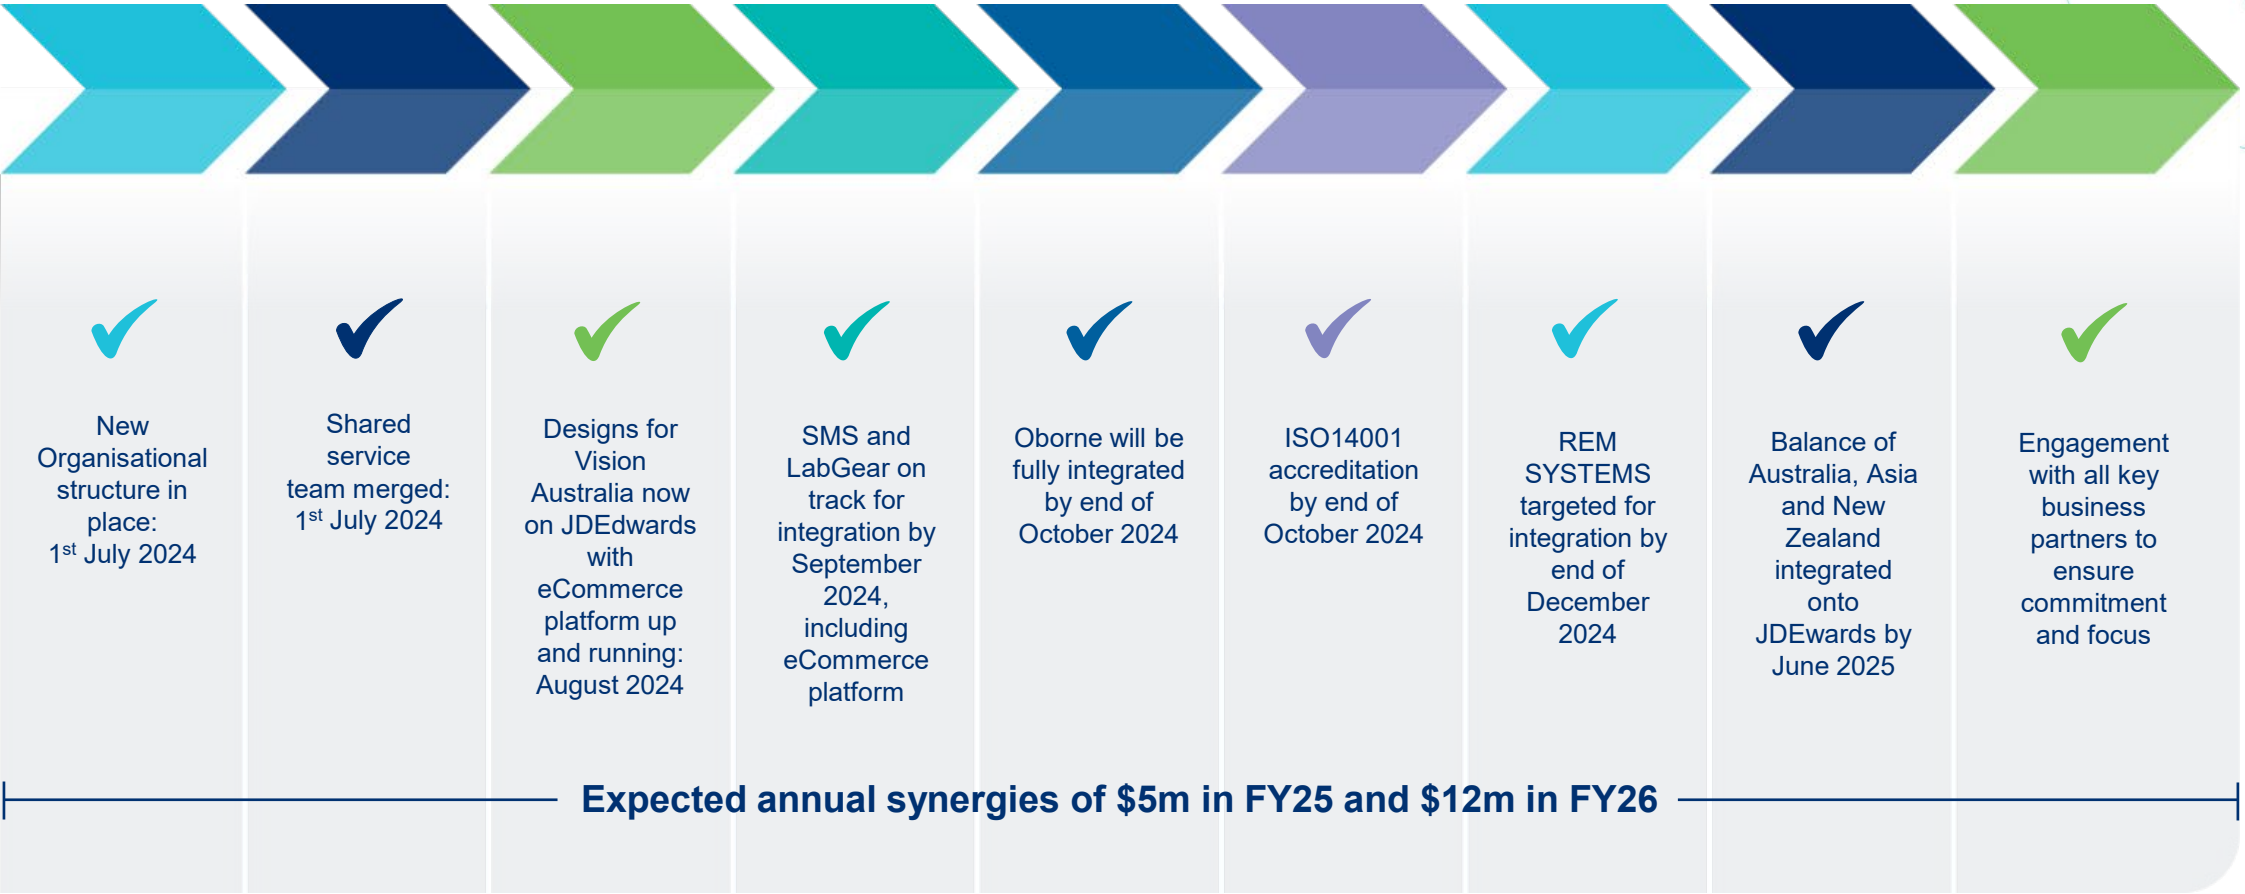 New
Organisational
structure in
place:
1st July 2024
Shared
service
team merged:
1st July 2024
Designs for
Vision
Australia now
on JDEdwards
with
eCommerce
platform up
and running:
August 2024
SMS and
LabGear on
track for
integration by
September
2024,
including
eCommerce
platform
Oborne will be
fully integrated
by end of
October 2024
ISO14001
accreditation
by end of
October 2024
REM
SYSTEMS
targeted for
integration by
end of
December
2024
Balance of
Australia, Asia
and New
Zealand
integrated
onto
JDEwards by
June 2025
Engagement
with all key
business
partners to
ensure
commitment
and focus
Expected annual synergies of $5m in FY25 and $12m in FY26